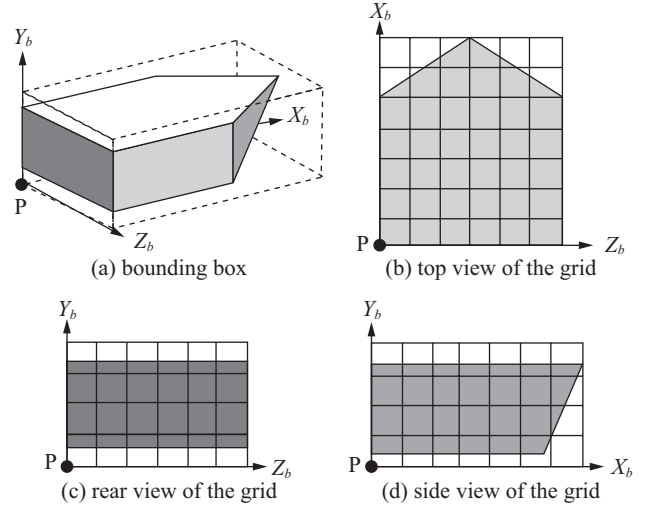 Y_b
X_b
P
Z_b
(a) bounding box
X_b
P
Z_b
(b) top view of the grid
Y_b
P
Z_b
(c) rear view of the grid
Y_b
P
X_b
(d) side view of the grid